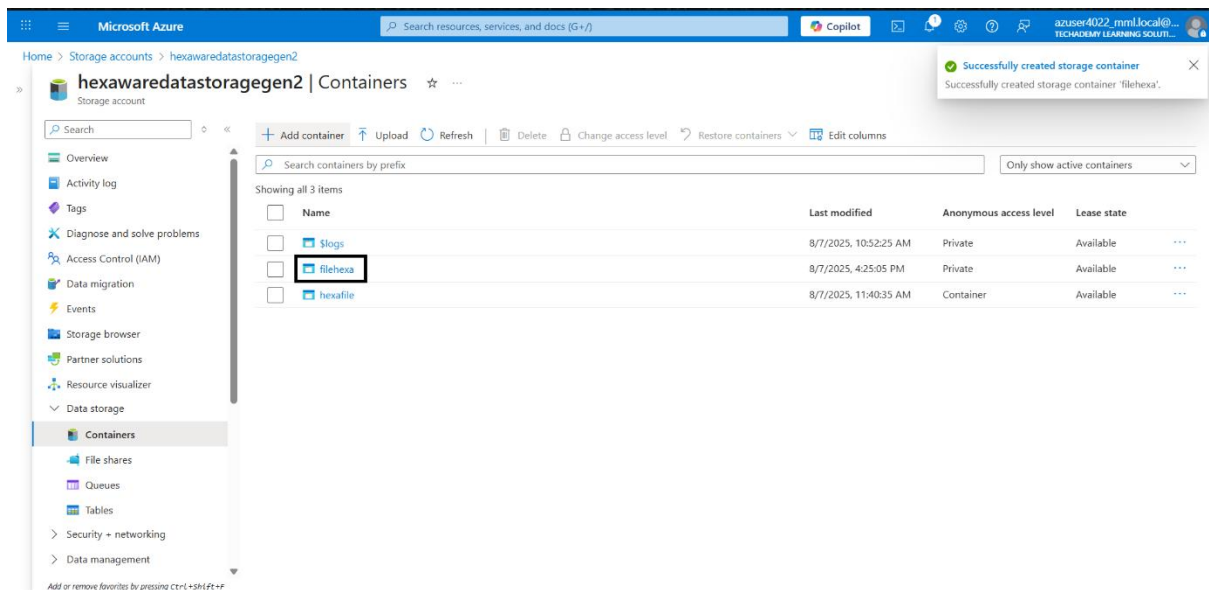 Microsoft Azure
Search resources, services, and docs (G+/)
Copilot
1
azuser4022_mml.local@...
TECHADEMY LEARNING SOLUTI...
Home > Storage accounts > hexawaredatastoragegen2
hexawaredatastoragegen2 | Containers
Storage account
Successfully created storage container
Successfully created storage container 'filehexa'.
Search
Overview
Activity log
Tags
Diagnose and solve problems
Access Control (IAM)
Data migration
Events
Storage browser
Partner solutions
Resource visualizer
Data storage
Containers
File shares
Queues
Tables
Security + networking
Data management
Add or remove favorites by pressing Ctrl+Shift+F
Add container Upload Refresh Delete Change access level Restore containers Edit columns
Search containers by prefix
Only show active containers
Showing all 3 items
Name Last modified Anonymous access level Lease state
$logs 8/7/2025, 10:52:25 AM Private Available
filehexa 8/7/2025, 4:25:05 PM Private Available
hexafile 8/7/2025, 11:40:35 AM Container Available